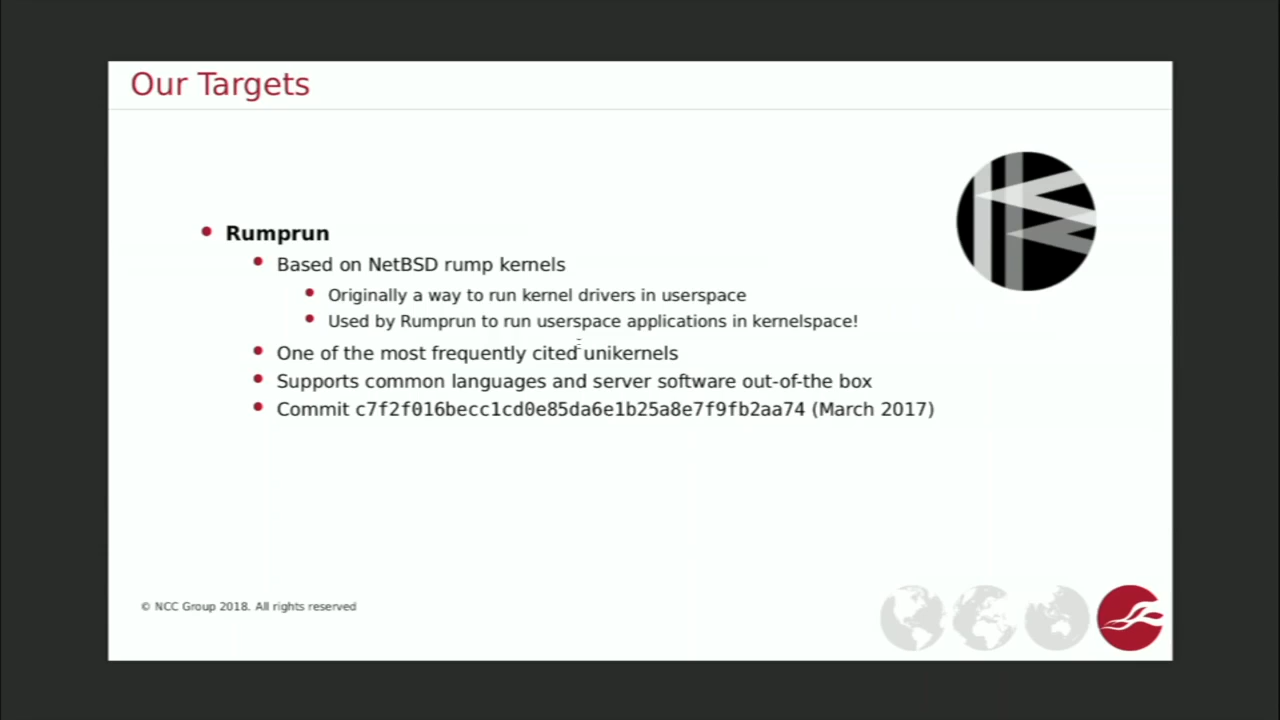 Our Targets
Rumprun
Based on NetBSD rump kernels
Originally a way to run kernel drivers in userspace
Used by Rumprun to run userspace applications in kernelspace!
One of the most frequently cited unikernels
Supports common languages and server software out-of-the box
Commit c7f2f016becc1cd0e85da6e1b25a8e7f9fb2aa74 (March 2017)
© NCC Group 2018. All rights reserved